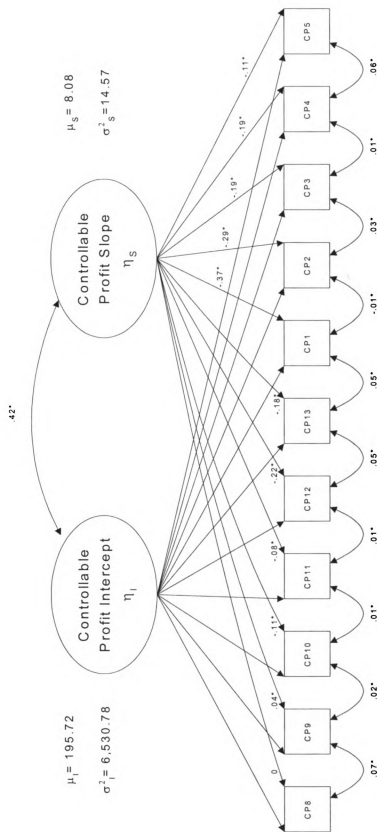 .42*
μI = 195.72
σ²I = 6,530.78
Controllable
Profit Intercept
ηI
Controllable
Profit Slope
ηS
μS = 8.08
σ²S = 14.57
0
.04*
-.11*
-.08*
-.22*
-.18*
-.37*
-.29*
-.19*
-.19*
-.11*
CP8
CP9
CP10
CP11
CP12
CP13
CP1
CP2
CP3
CP4
CP5
.07*
.02*
.01*
.01*
.05*
.05*
-.01*
.03*
.01*
.06*